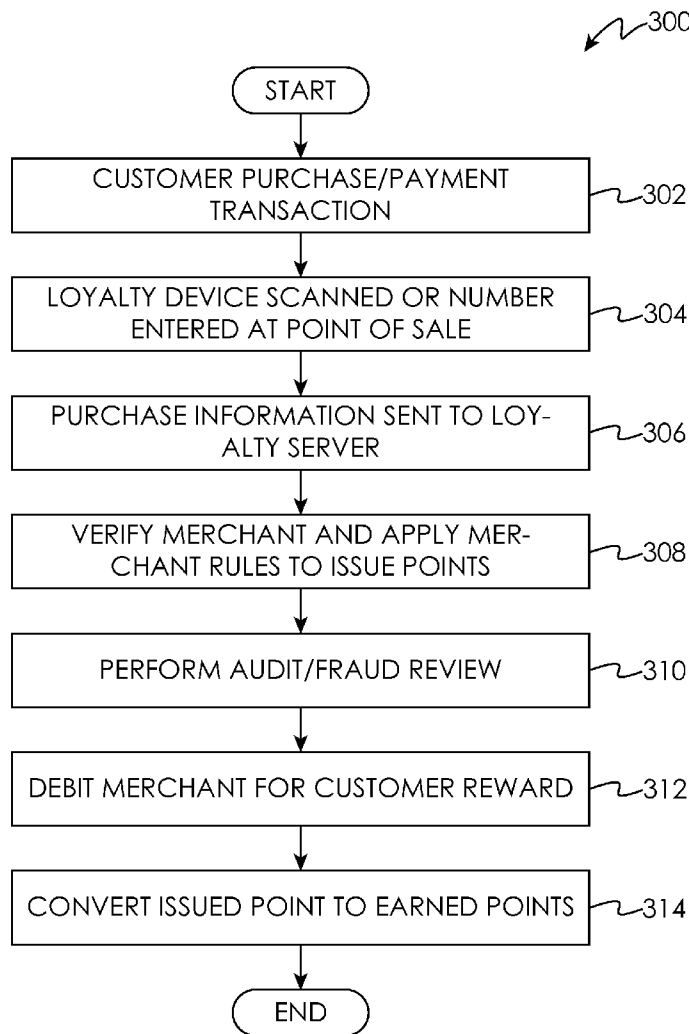 300
START
CUSTOMER PURCHASE/PAYMENT
TRANSACTION
302
LOYALTY DEVICE SCANNED OR NUMBER
ENTERED AT POINT OF SALE
304
PURCHASE INFORMATION SENT TO LOY-
ALTY SERVER
306
VERIFY MERCHANT AND APPLY MER-
CHANT RULES TO ISSUE POINTS
308
PERFORM AUDIT/FRAUD REVIEW
310
DEBIT MERCHANT FOR CUSTOMER REWARD
312
CONVERT ISSUED POINT TO EARNED POINTS
314
END